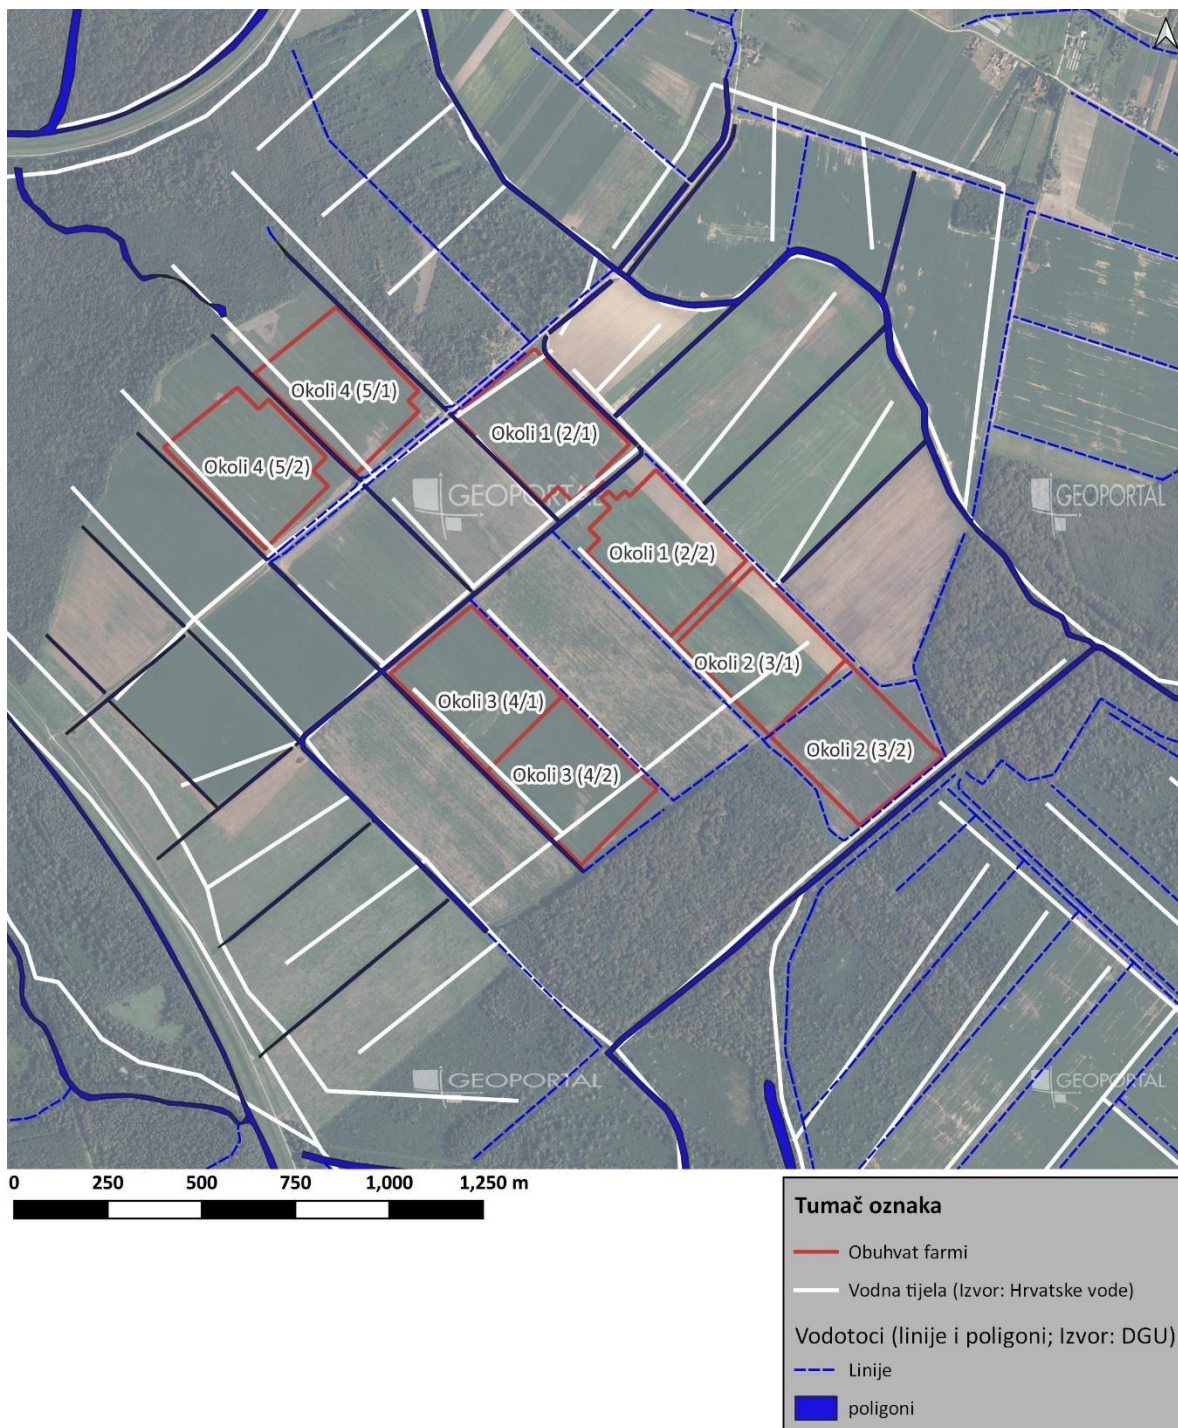 Okoli 4 (5/1)
Okoli 1 (2/1)
Okoli 4 (5/2)
GEOPORTAL
GEOPORTAL
Okoli 1 (2/2)
Okoli 2 (3/1)
Okoli 3 (4/1)
Okoli 2 (3/2)
Okoli 3 (4/2)
GEOPORTAL
GEOPORTAL
0 250 500 750 1,000 1,250 m
Tumač oznaka
Obuhvat farmi
Vodna tijela (Izvor: Hrvatske vode)
Vodotoci (linije i poligoni; Izvor: DGU)
Linije
poligoni